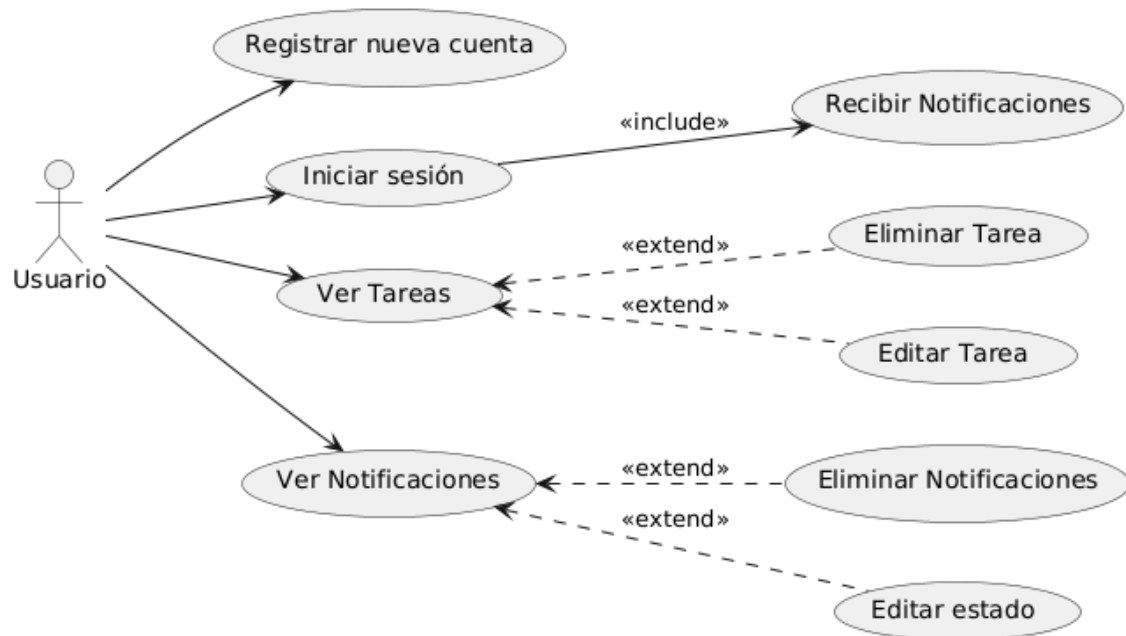 Registrar nueva cuenta
Recibir Notificaciones
«include»
Iniciar sesión
Eliminar Tarea
«extend»
Usuario
Ver Tareas
«extend»
Editar Tarea
«extend»
Ver Notificaciones
Eliminar Notificaciones
«extend»
Editar estado